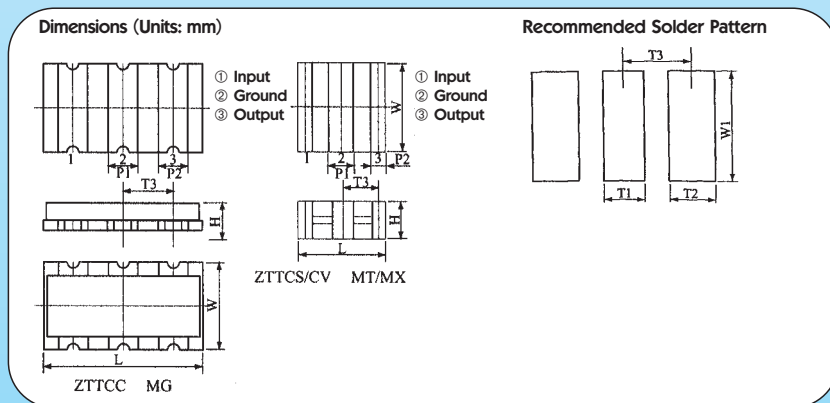 Dimensions (Units: mm)
① Input
② Ground
③ Output
1
2
3
P1
P2
T3
H
W
L
ZTTCC MG
① Input
② Ground
③ Output
W
1
2
3
P1
P2
T3
H
L
ZTTCS/CV MT/MX
Recommended Solder Pattern
T3
W1
T1
T2